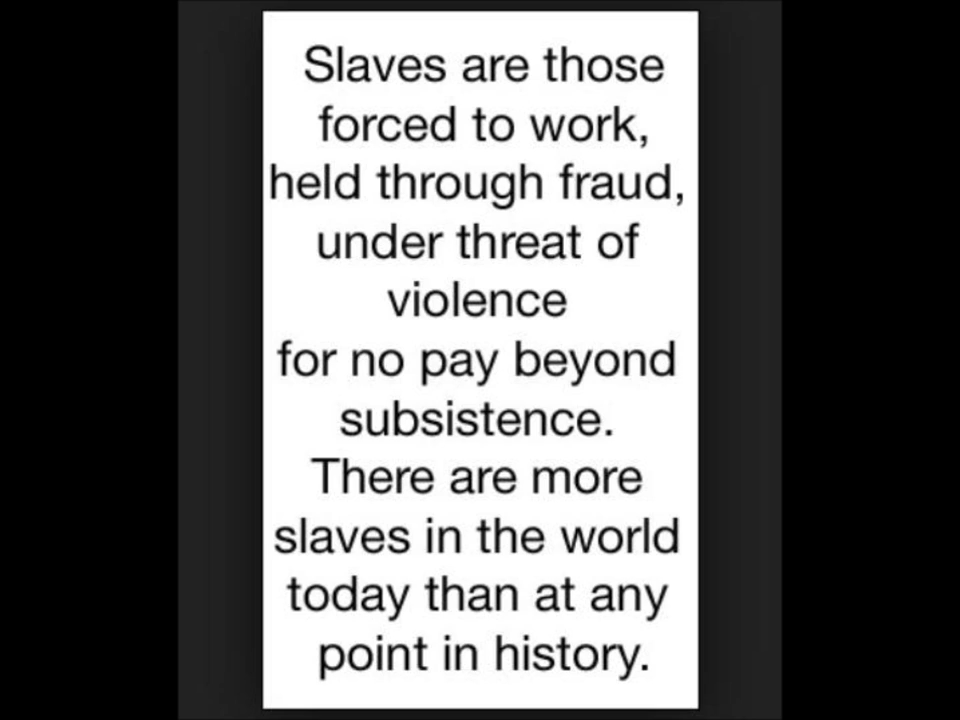 Slaves are those
forced to work,
held through fraud,
under threat of
violence
for no pay beyond
subsistence.
There are more
slaves in the world
today than at any
point in history.